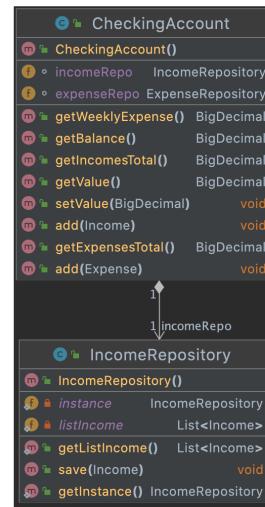 CheckingAccount
CheckingAccount()
incomeRepo IncomeRepository
expenseRepo ExpenseRepository
getWeeklyExpense() BigDecimal
getBalance() BigDecimal
getIncomesTotal() BigDecimal
getValue() BigDecimal
setValue(BigDecimal) void
add(Income) void
getExpensesTotal() BigDecimal
add(Expense) void
1
1 incomeRepo
IncomeRepository
IncomeRepository()
instance IncomeRepository
listIncome List<Income>
getListIncome() List<Income>
save(Income) void
getInstance() IncomeRepository